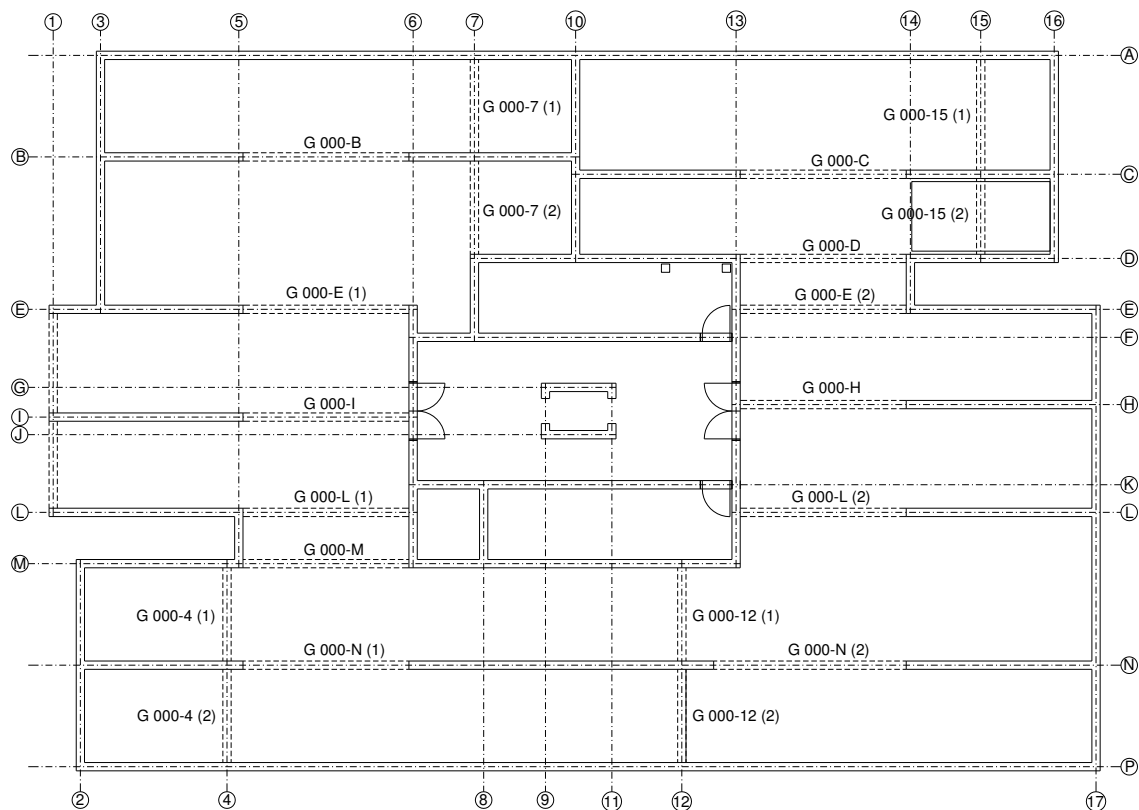 1 3 5 6 7 10 13 14 15 16
A
G 000-7 (1)
G 000-15 (1)
G 000-B
B
G 000-C
C
G 000-7 (2)
G 000-15 (2)
G 000-D
D
G 000-E (1)
G 000-E (2)
E E
F
G
G 000-H
G 000-I
H
I
J
K
G 000-L (1)
G 000-L (2)
L L
G 000-M
M
G 000-4 (1)
G 000-12 (1)
G 000-N (1)
G 000-N (2)
N
G 000-4 (2)
G 000-12 (2)
P
2 4 8 9 11 12 17